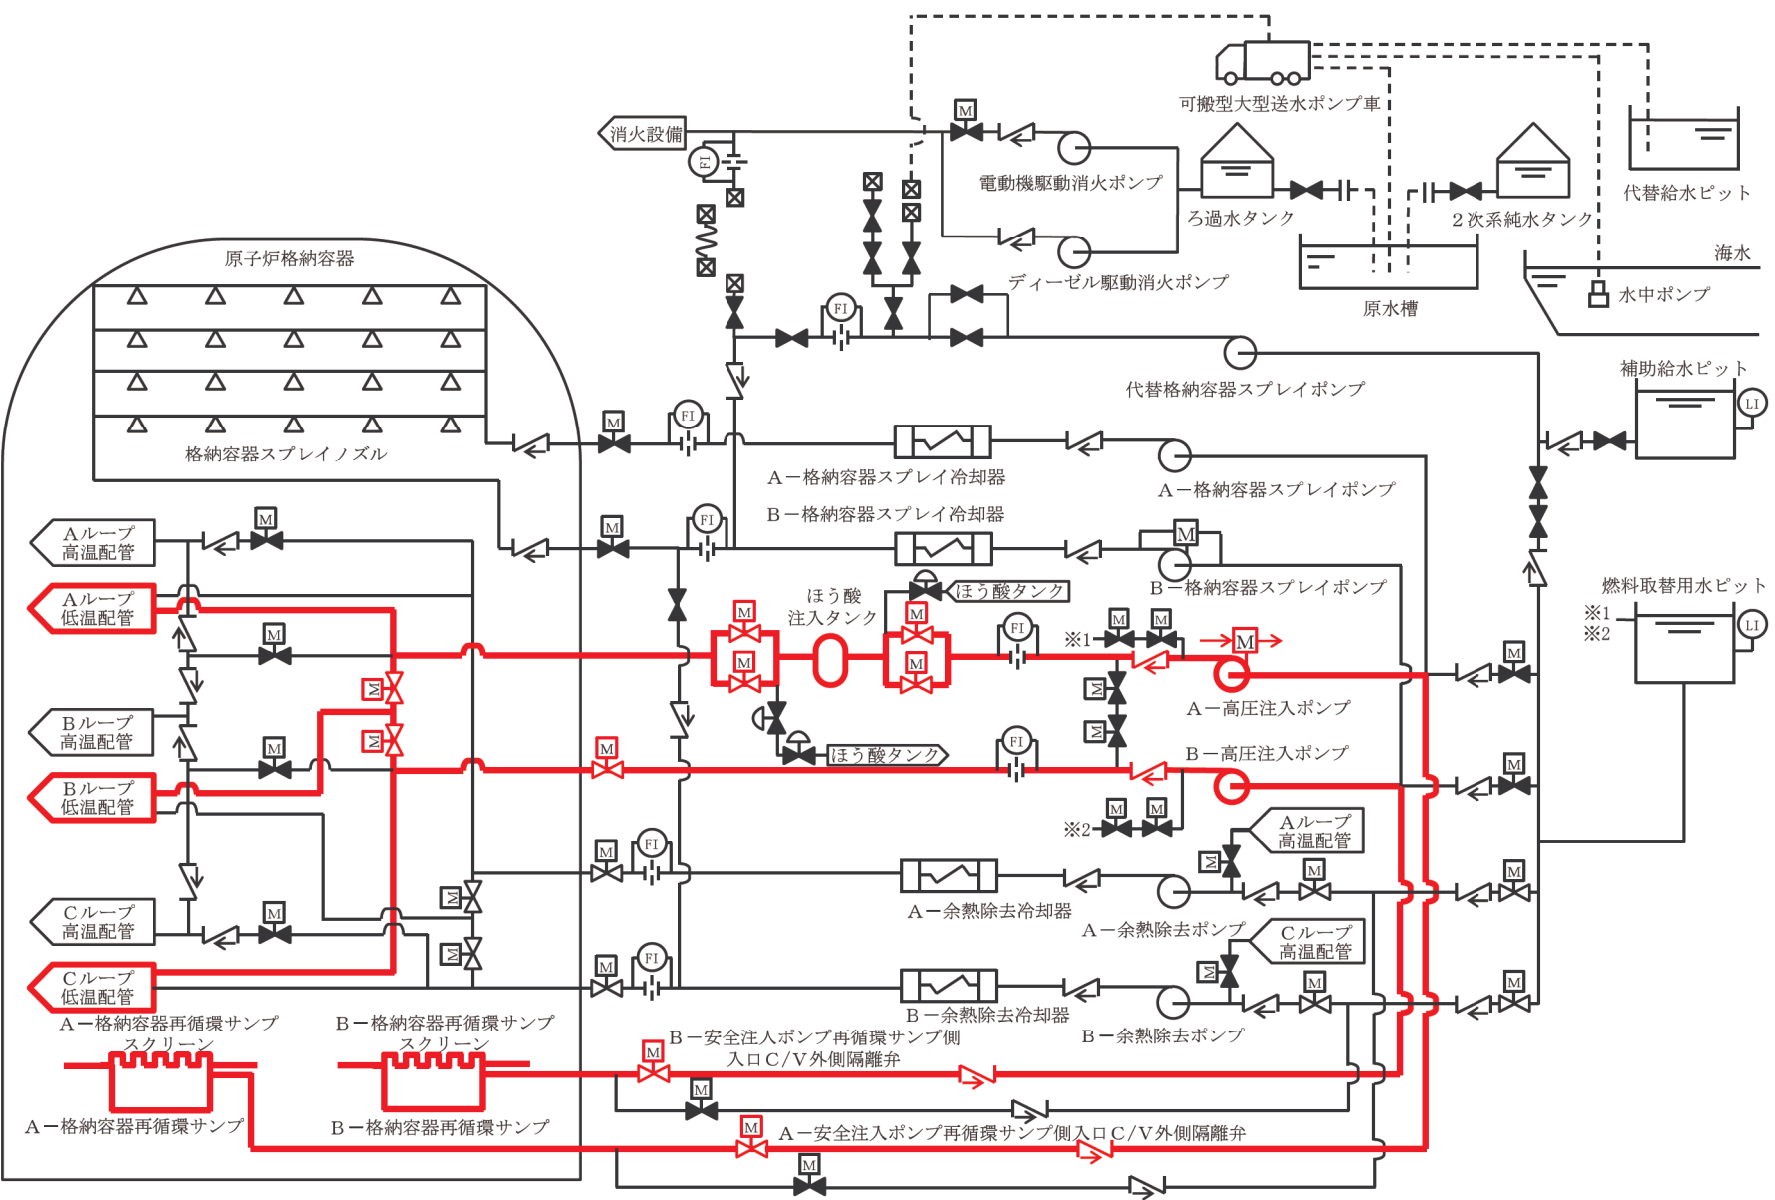 可搬型大型送水ポンプ車
M
消火設備
FI
電動機駆動消火ポンプ
ろ過水タンク
2次系純水タンク
代替給水ピット
ディーゼル駆動消火ポンプ
原水槽
海水
水中ポンプ
原子炉格納容器
FI
代替格納容器スプレイポンプ
補助給水ピット
LI
格納容器スプレイノズル
M
FI
A－格納容器スプレイ冷却器
A－格納容器スプレイポンプ
B－格納容器スプレイ冷却器
M
FI
M
B－格納容器スプレイポンプ
Aループ
高温配管
M
Aループ
低温配管
ほう酸
注入タンク
ほう酸タンク
燃料取替用水ピット
※1
※2
LI
M
M
M
M
FI
※1
M
M
M
M
M
M
A－高圧注入ポンプ
Bループ
高温配管
M
M
M
M
ほう酸タンク
FI
B－高圧注入ポンプ
M
Bループ
低温配管
※2
M
M
Aループ
高温配管
M
FI
M
M
M
A－余熱除去冷却器
A－余熱除去ポンプ
Cループ
高温配管
M
M
M
Cループ
高温配管
M
FI
M
M
M
Cループ
低温配管
B－余熱除去冷却器
B－余熱除去ポンプ
A－格納容器再循環サンプ
スクリーン
B－格納容器再循環サンプ
スクリーン
B－安全注入ポンプ再循環サンプ側
入口C/V外側隔離弁
M
M
A－格納容器再循環サンプ
B－格納容器再循環サンプ
M
A－安全注入ポンプ再循環サンプ側入口C/V外側隔離弁
M